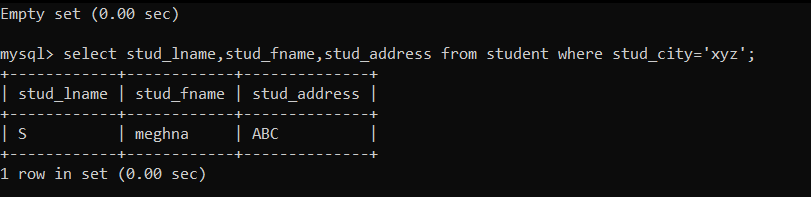 Empty set (0.00 sec)
mysql> select stud_lname,stud_fname,stud_address from student where stud_city='xyz';
+------------+------------+--------------+
| stud_lname | stud_fname | stud_address |
+------------+------------+--------------+
| S          | meghna     | ABC          |
+------------+------------+--------------+
1 row in set (0.00 sec)